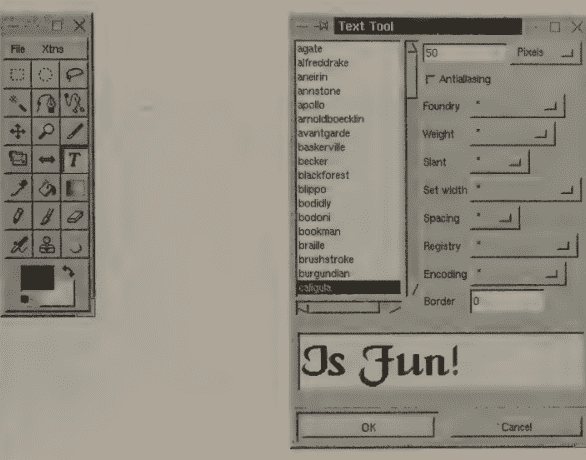 File Xtns
T
Text Tool
agate
alfreddrake
aneirin
annstone
apollo
arnoldboecklin
avantgarde
baskerville
becker
blackforest
blippo
bodidly
bodoni
bookman
braille
brushstroke
burgundian
caligula
50 Pixels
Antialiasing
Foundry *
Weight *
Slant *
Set width *
Spacing *
Registry *
Encoding *
Border 0
Is Fun!
OK Cancel